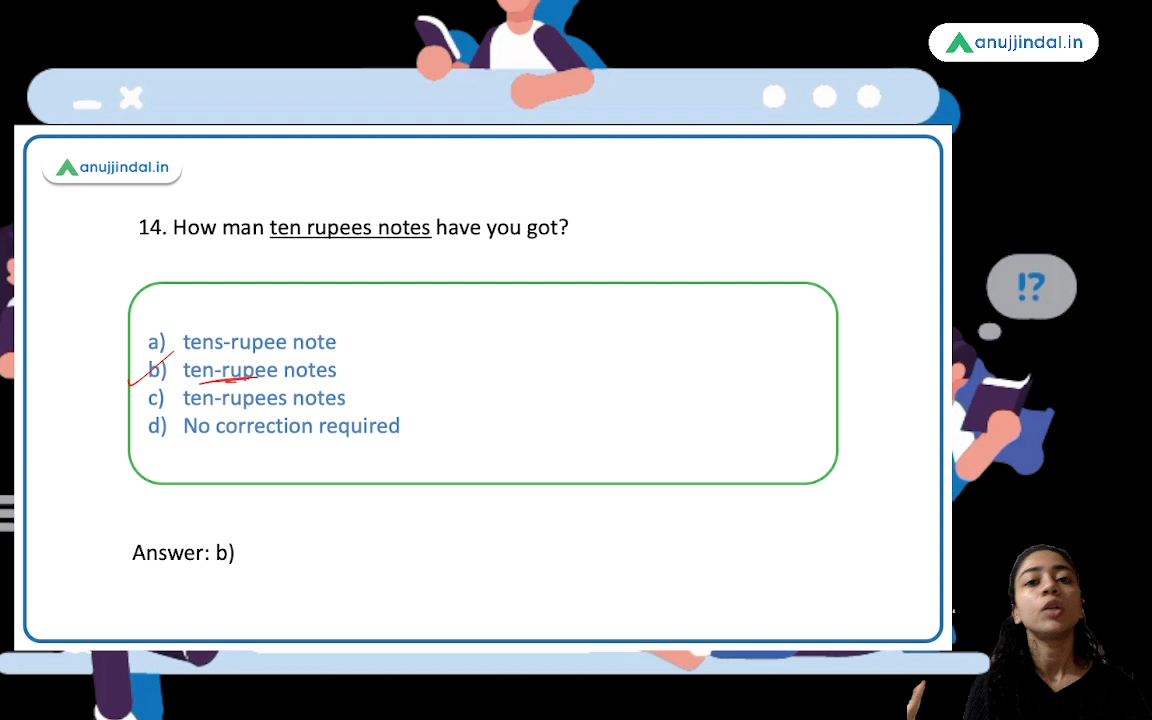 anujjindal.in
anujjindal.in
14. How man ten rupees notes have you got?
a) tens-rupee note
b) ten-rupee notes
c) ten-rupees notes
d) No correction required
Answer: b)
!?